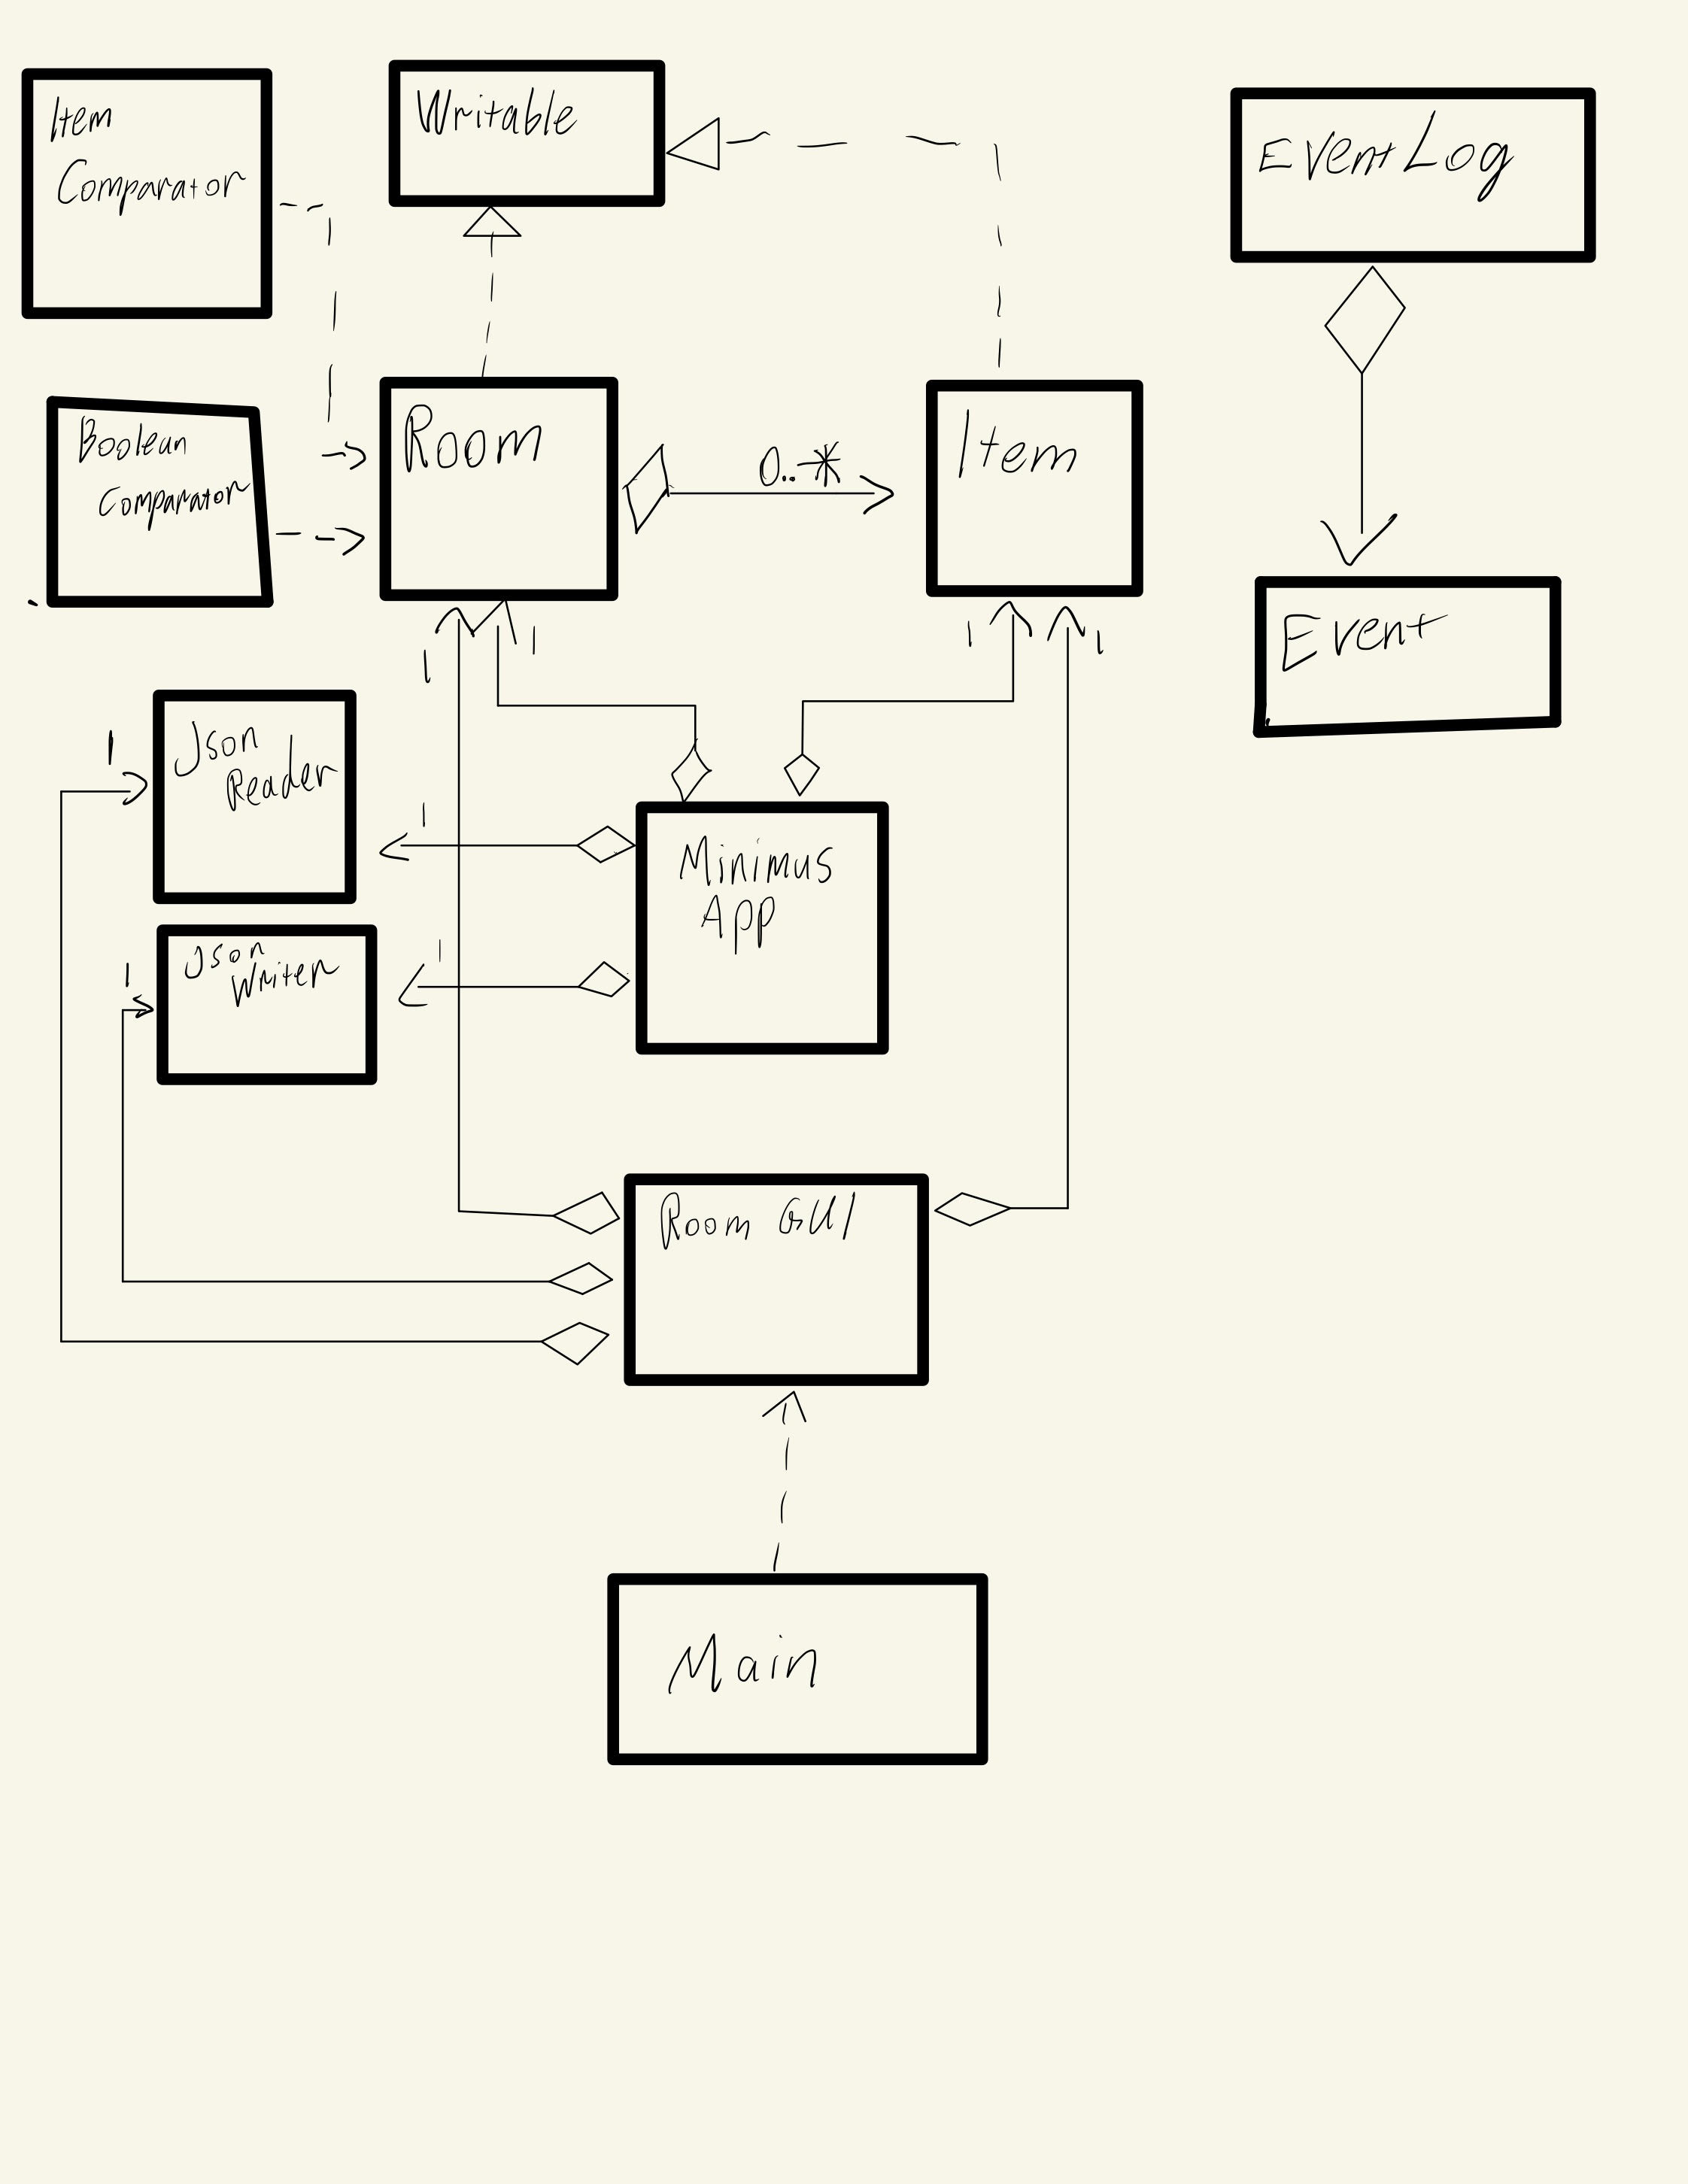 Item
Comparator
Writable
EventLog
Boolean
Comparator
Room
0..*
Item
Event
1
1
1
1
Json
Reader
1
1
Minimus
App
Json
Writer
1
1
Room GUI
Main